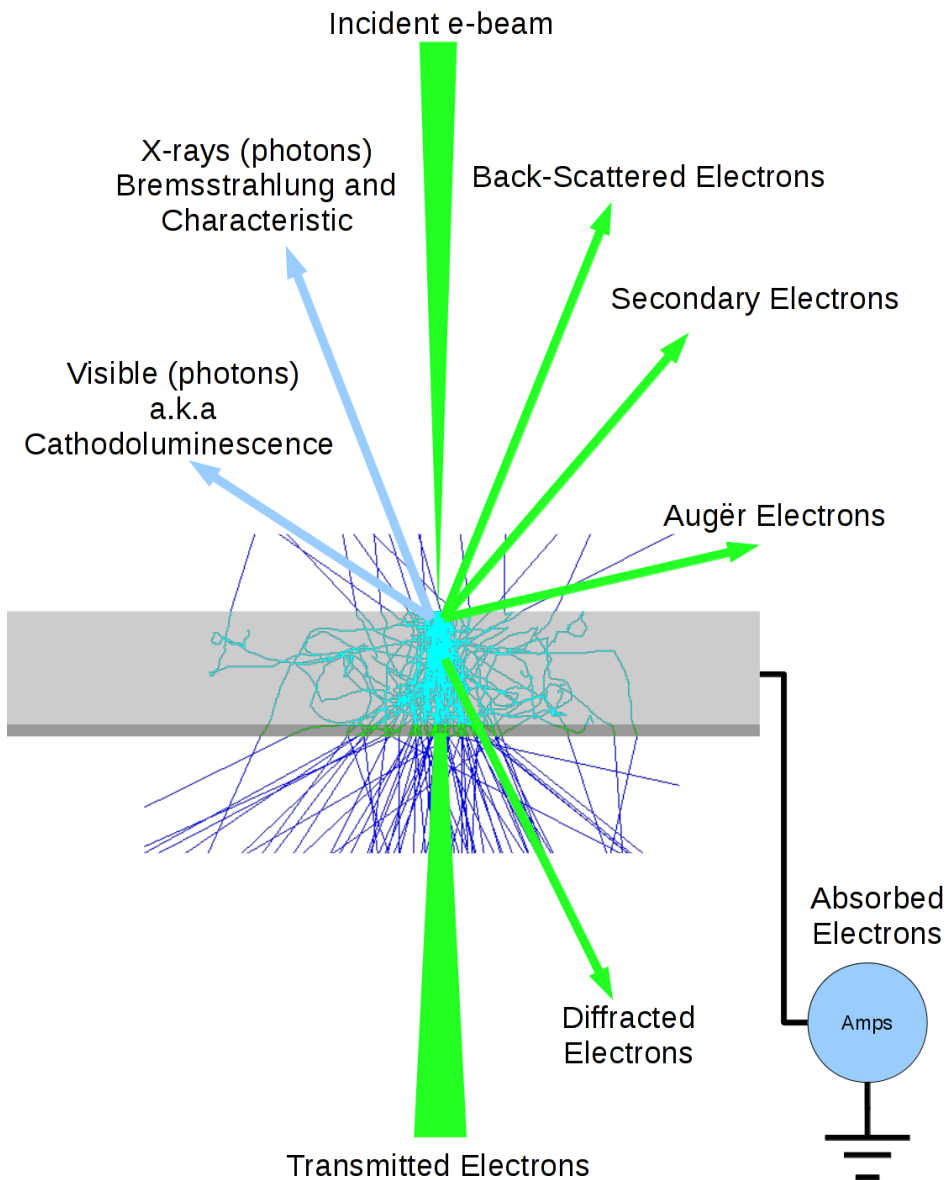 Incident e-beam
X-rays (photons)
Bremsstrahlung and
Characteristic
Back-Scattered Electrons
Secondary Electrons
Visible (photons)
a.k.a
Cathodoluminescence
Augër Electrons
Absorbed
Electrons
Amps
Diffracted
Electrons
Transmitted Electrons